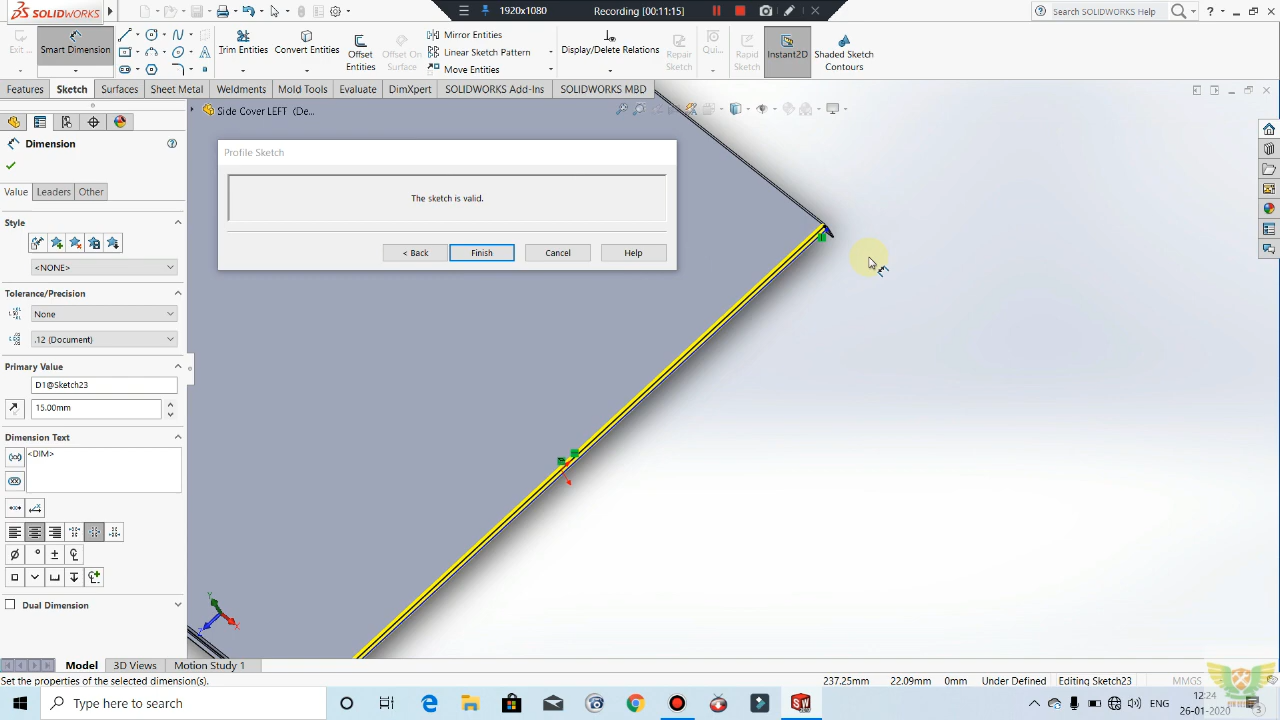 SOLIDWORKS
1920x1080
Recording [00:11:15]
Search SOLIDWORKS Help
Exit ...
Smart Dimension
Trim Entities
Convert Entities
Offset
Entities
Offset On
Surface
Mirror Entities
Linear Sketch Pattern
Move Entities
Display/Delete Relations
Repair
Sketch
Qui...
Rapid
Sketch
Instant2D
Shaded Sketch
Contours
Features
Sketch
Surfaces
Sheet Metal
Weldments
Mold Tools
Evaluate
DimXpert
SOLIDWORKS Add-Ins
SOLIDWORKS MBD
Side Cover LEFT (De...
Dimension
Value
Leaders
Other
Style
<NONE>
Tolerance/Precision
None
.12 (Document)
Primary Value
D1@Sketch23
15.00mm
Dimension Text
<DIM>
Dual Dimension
Profile Sketch
The sketch is valid.
< Back
Finish
Cancel
Help
Y
X
Z
Model
3D Views
Motion Study 1
Set the properties of the selected dimension(s).
237.25mm
22.09mm
0mm
Under Defined
Editing Sketch23
MMGS
Type here to search
ENG
12:24
26-01-2020
3